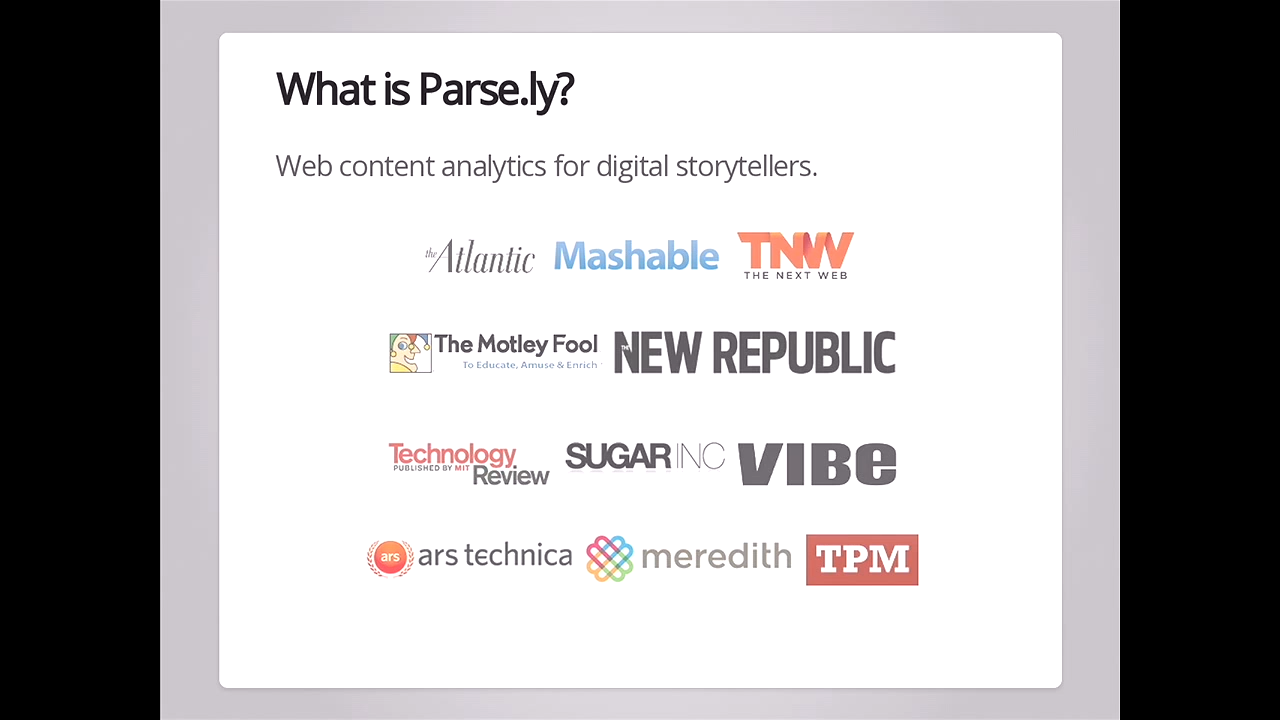 What is Parse.ly?
Web content analytics for digital storytellers.
the Atlantic Mashable TNW
THE NEXT WEB
The Motley Fool THE NEW REPUBLIC
To Educate, Amuse & Enrich
Technology SUGAR INC VIBE
PUBLISHED BY MIT Review
ars ars technica meredith TPM